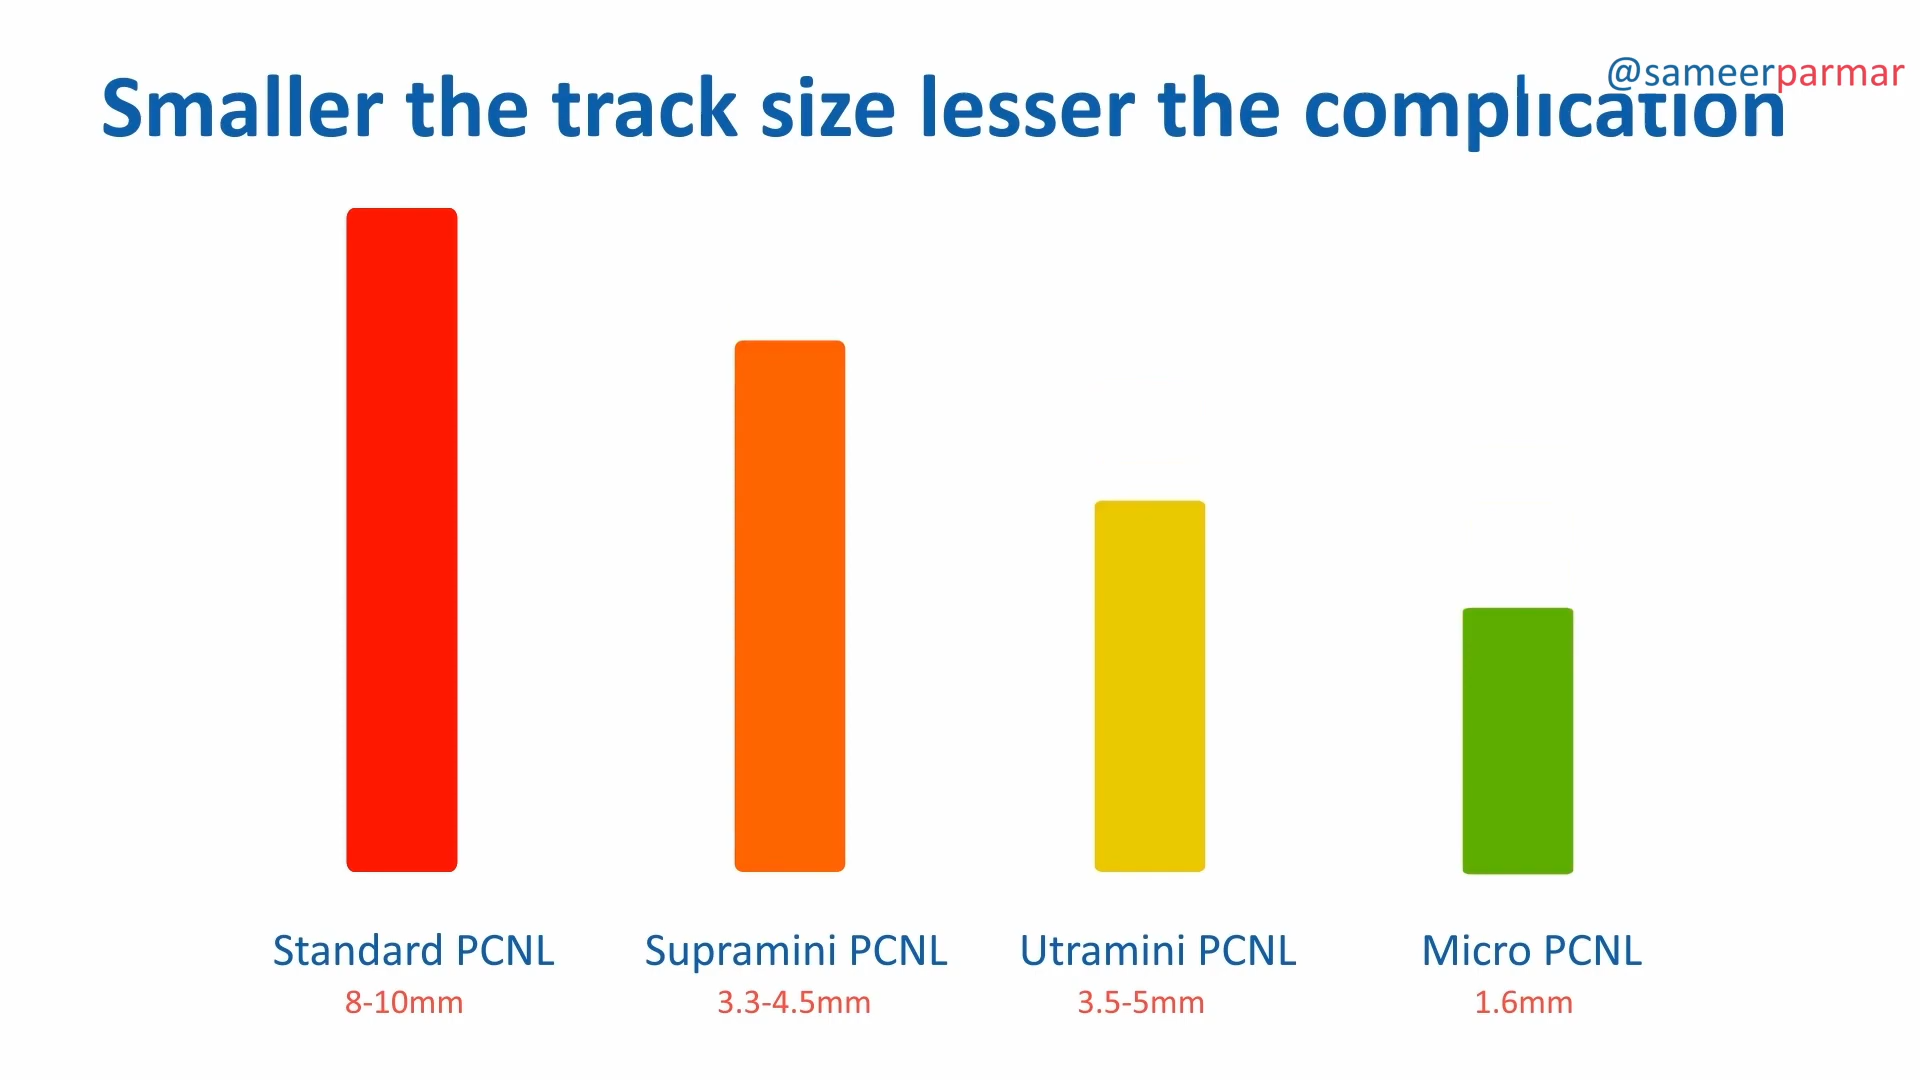 @sameerparmar
Smaller the track size lesser the complication
Standard PCNL
8-10mm
Supramini PCNL
3.3-4.5mm
Utramini PCNL
3.5-5mm
Micro PCNL
1.6mm